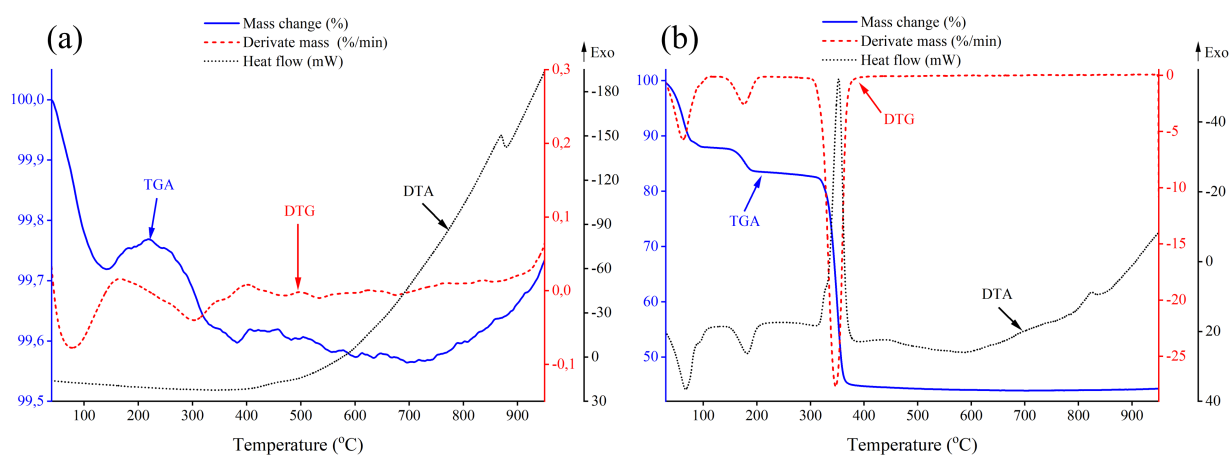 (a)
Mass change (%)
Derivate mass (%/min)
Heat flow (mW)
Exo
100,0
99,9
99,8
99,7
99,6
99,5
TGA
DTG
DTA
0,3
0,2
0,1
0,0
-0,1
-180
-150
-120
-90
-60
-30
0
30
100 200 300 400 500 600 700 800 900
Temperature (°C)
(b)
Mass change (%)
Derivate mass (%/min)
Heat flow (mW)
Exo
100
90
80
70
60
50
TGA
DTG
DTA
0
-5
-10
-15
-20
-25
-40
-20
0
20
40
100 200 300 400 500 600 700 800 900
Temperature (°C)